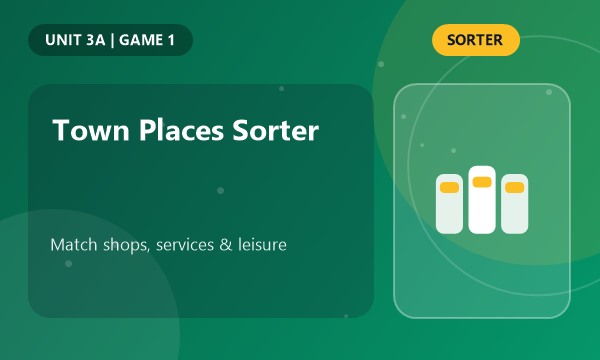 UNIT 3A | GAME 1
SORTER
Town Places Sorter
Match shops, services & leisure